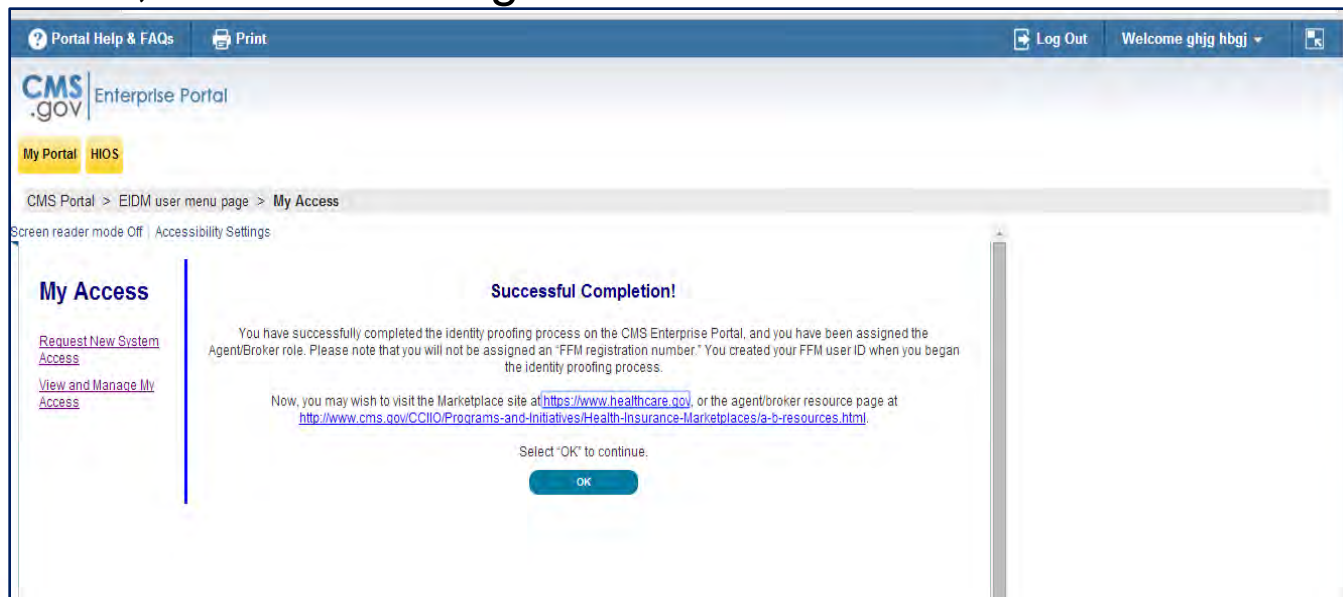 Portal Help & FAQs Print Log Out Welcome ghjg hbgj
CMS
.gov Enterprise Portal
My Portal HIOS
CMS Portal > EIDM user menu page > My Access
Screen reader mode Off Accessibility Settings
My Access
Request New System
Access
View and Manage My
Access
Successful Completion!
You have successfully completed the identity proofing process on the CMS Enterprise Portal, and you have been assigned the
Agent/Broker role. Please note that you will not be assigned an "FFM registration number." You created your FFM user ID when you began
the identity proofing process.
Now, you may wish to visit the Marketplace site at https://www.healthcare.gov, or the agent/broker resource page at
http://www.cms.gov/CCIIO/Programs-and-Initiatives/Health-Insurance-Marketplaces/a-b-resources.html.
Select "OK" to continue.
OK